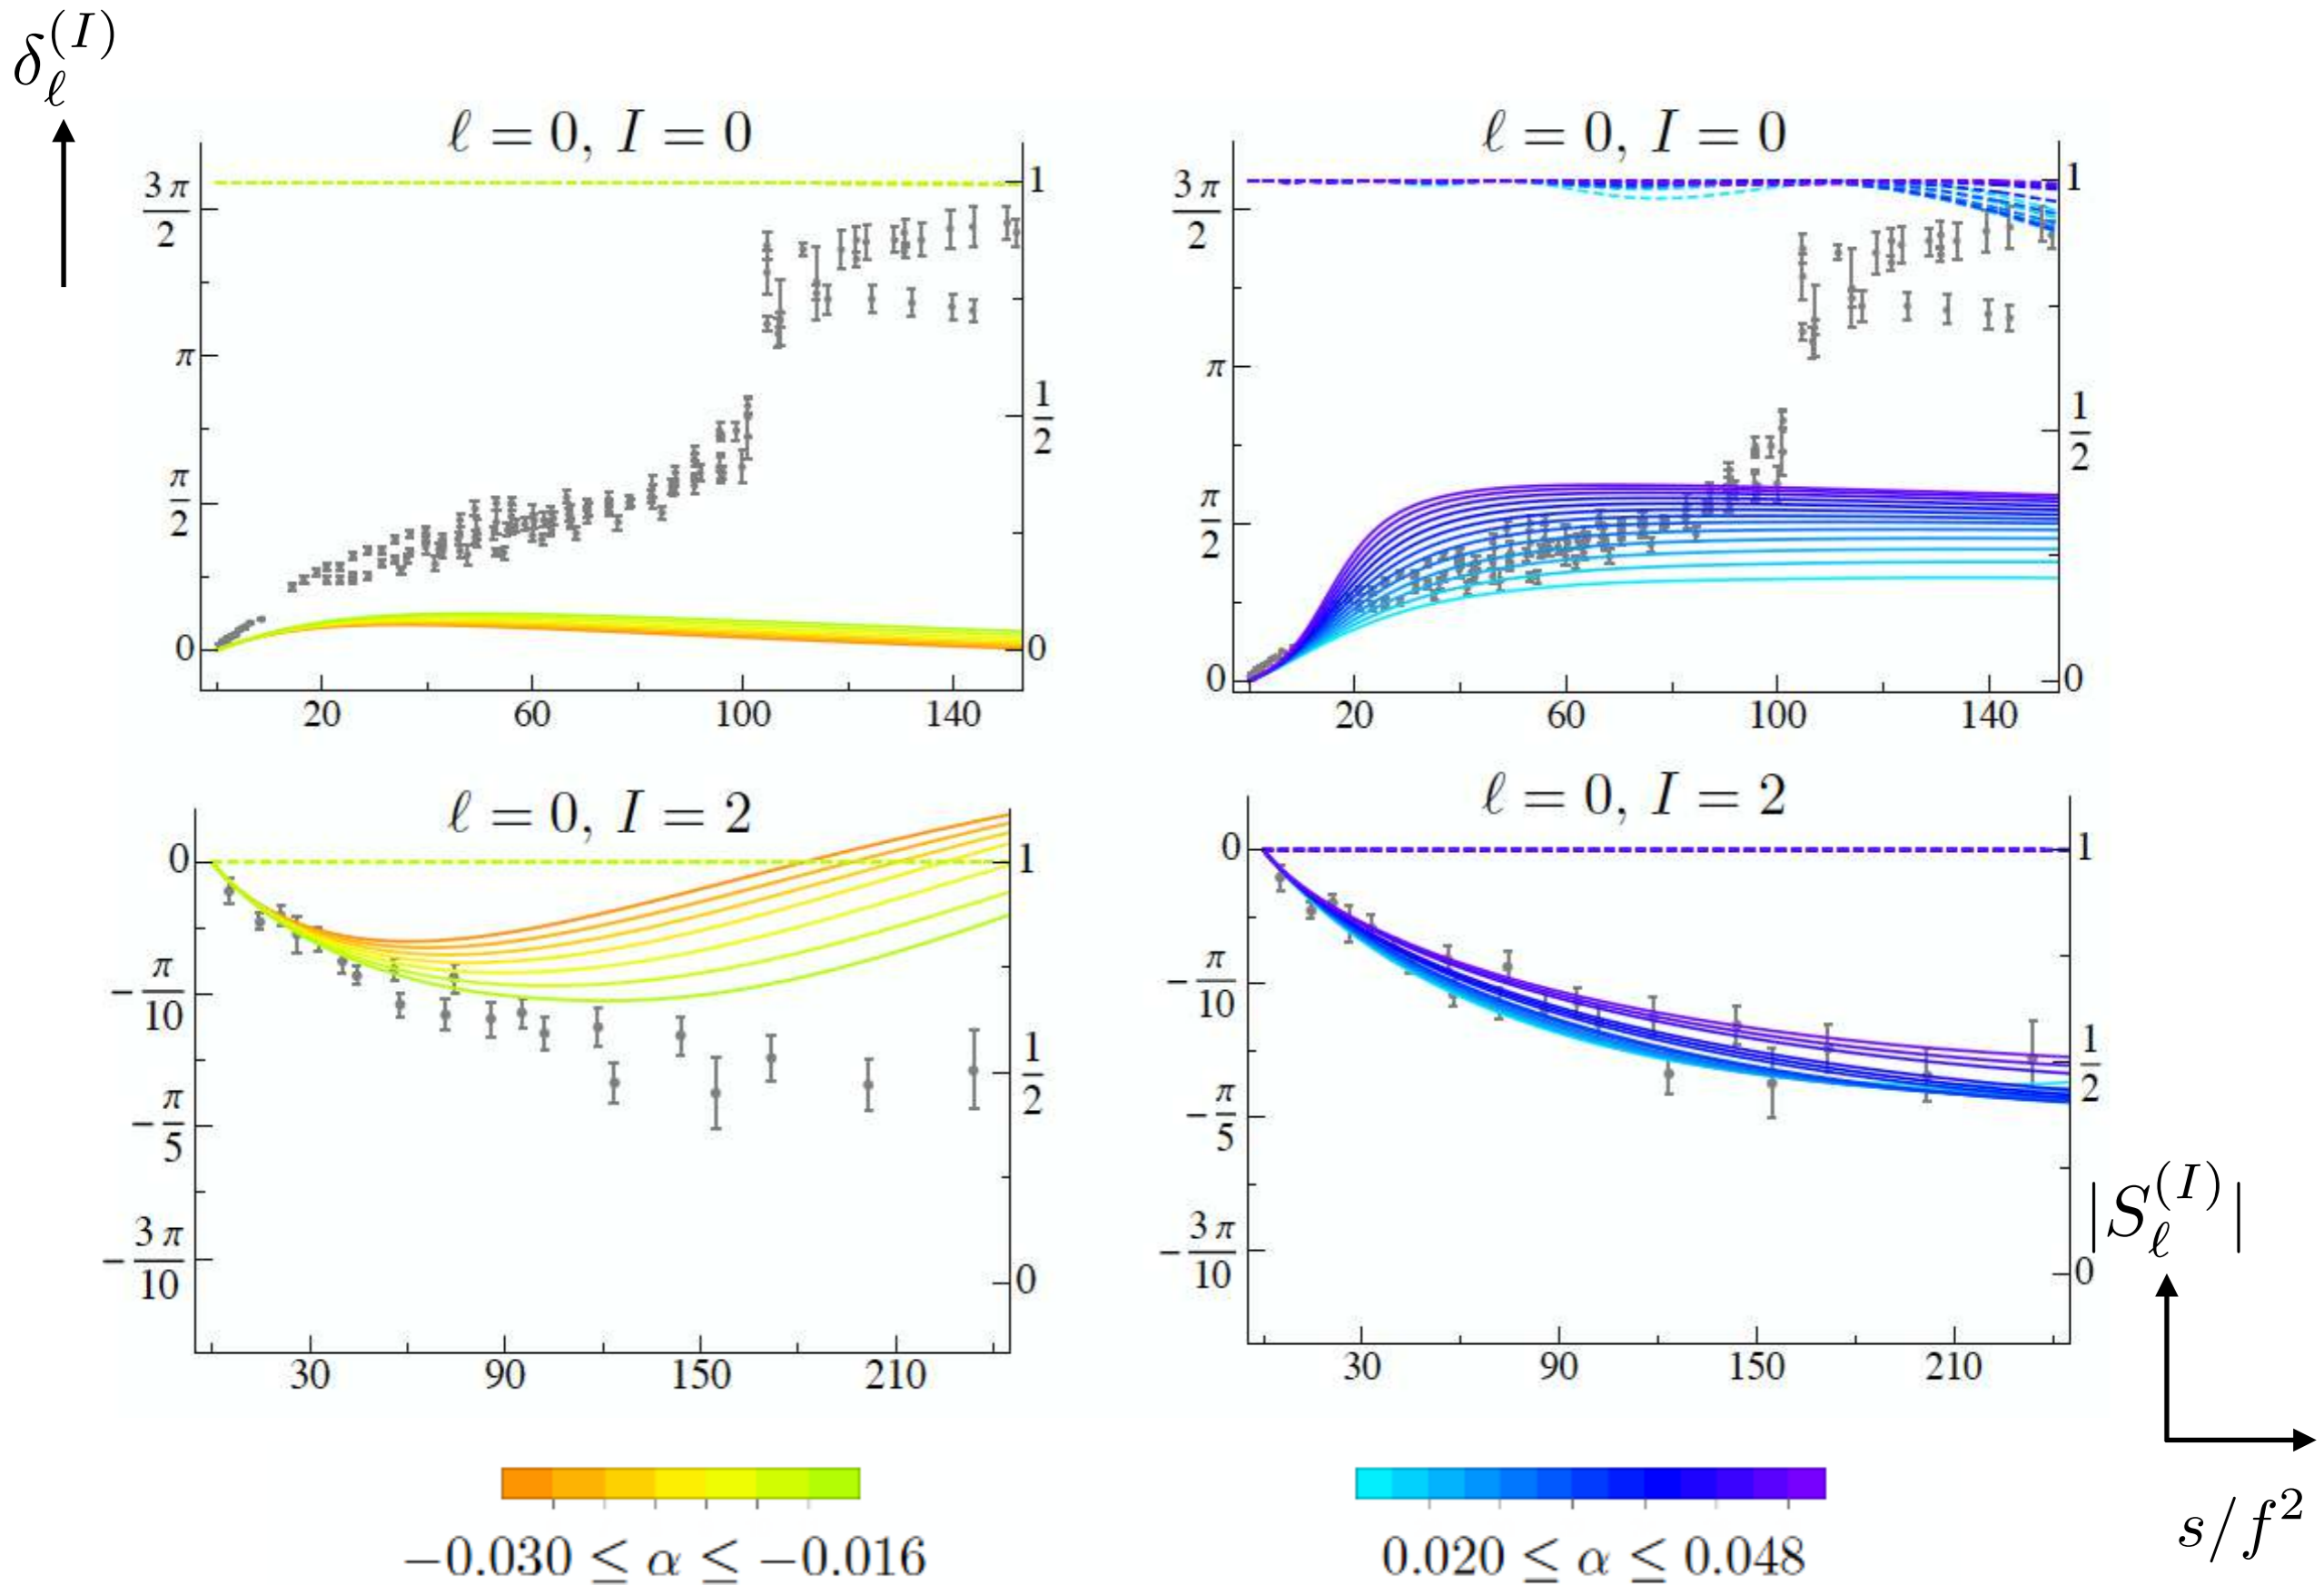 δ_ℓ^(I)
ℓ = 0, I = 0
3π/2
π
π/2
0
1
1/2
0
20 60 100 140
ℓ = 0, I = 0
3π/2
π
π/2
0
1
1/2
0
20 60 100 140
ℓ = 0, I = 2
0
−π/10
−π/5
−3π/10
1
1/2
0
30 90 150 210
ℓ = 0, I = 2
0
−π/10
−π/5
−3π/10
1
1/2
0
30 90 150 210
|S_ℓ^(I)|
s/f²
−0.030 ≤ α ≤ −0.016
0.020 ≤ α ≤ 0.048